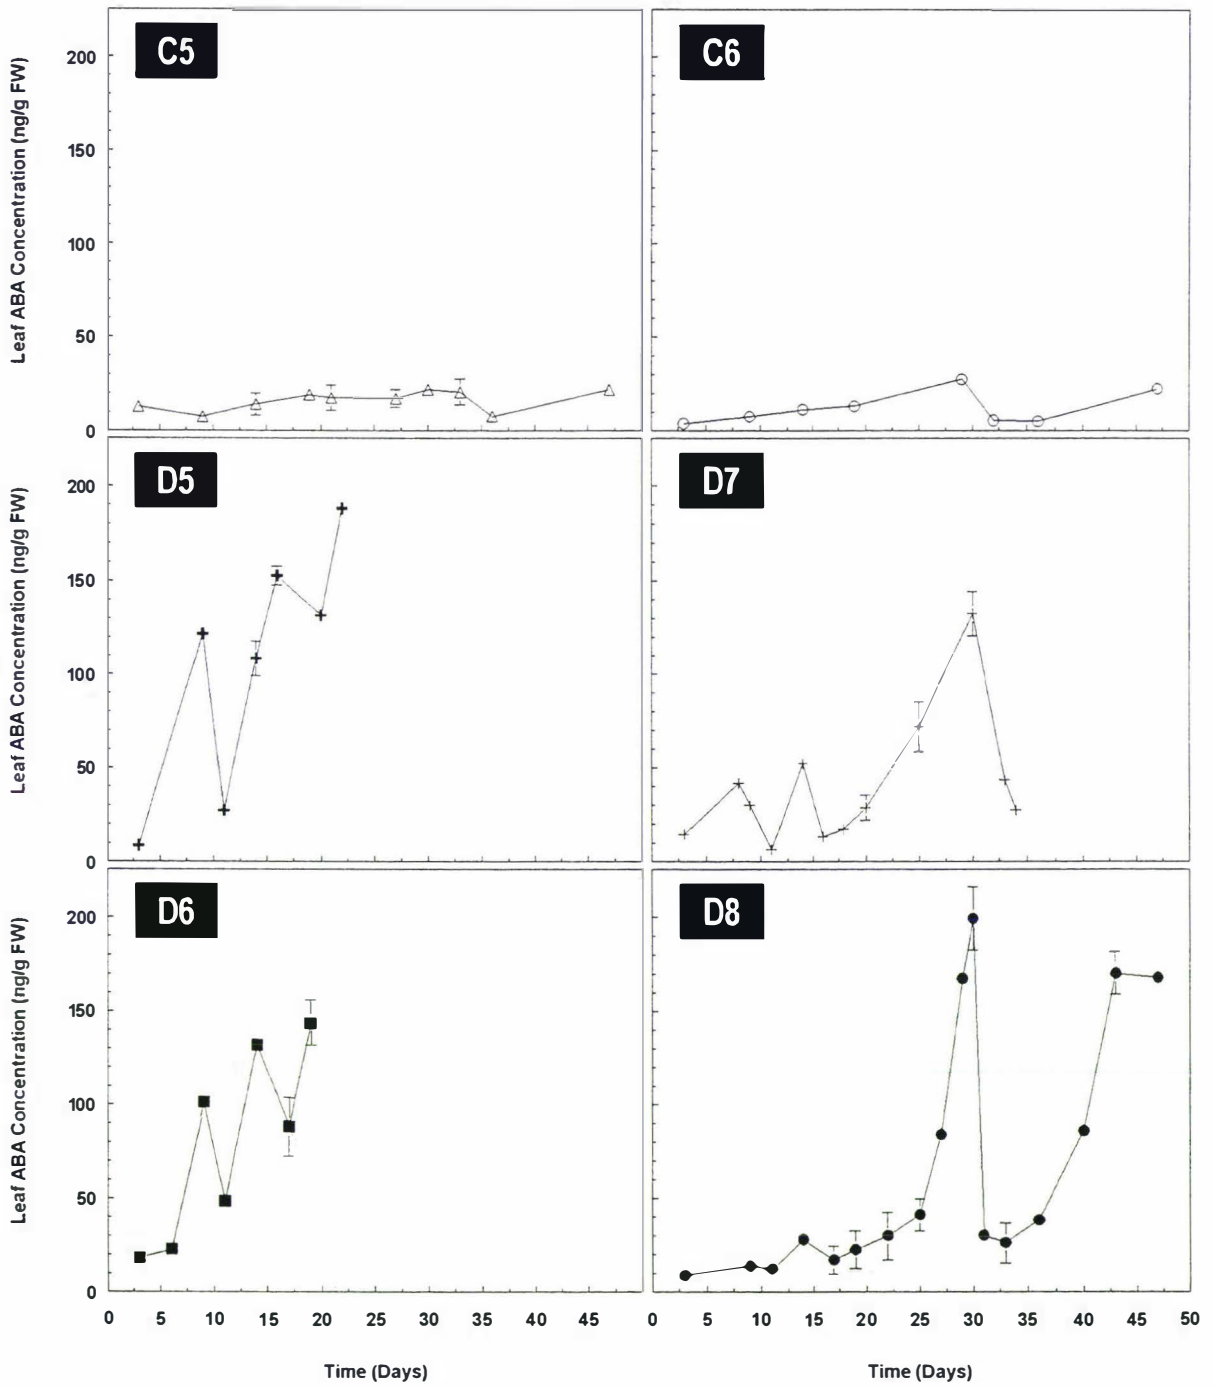 C5
C6
200
150
100
50
0
Leaf ABA Concentration (ng/g FW)
D5
D7
200
150
100
50
0
Leaf ABA Concentration (ng/g FW)
D6
D8
200
150
100
50
0
Leaf ABA Concentration (ng/g FW)
0 5 10 15 20 25 30 35 40 45 0 5 10 15 20 25 30 35 40 45 50
Time (Days) Time (Days)